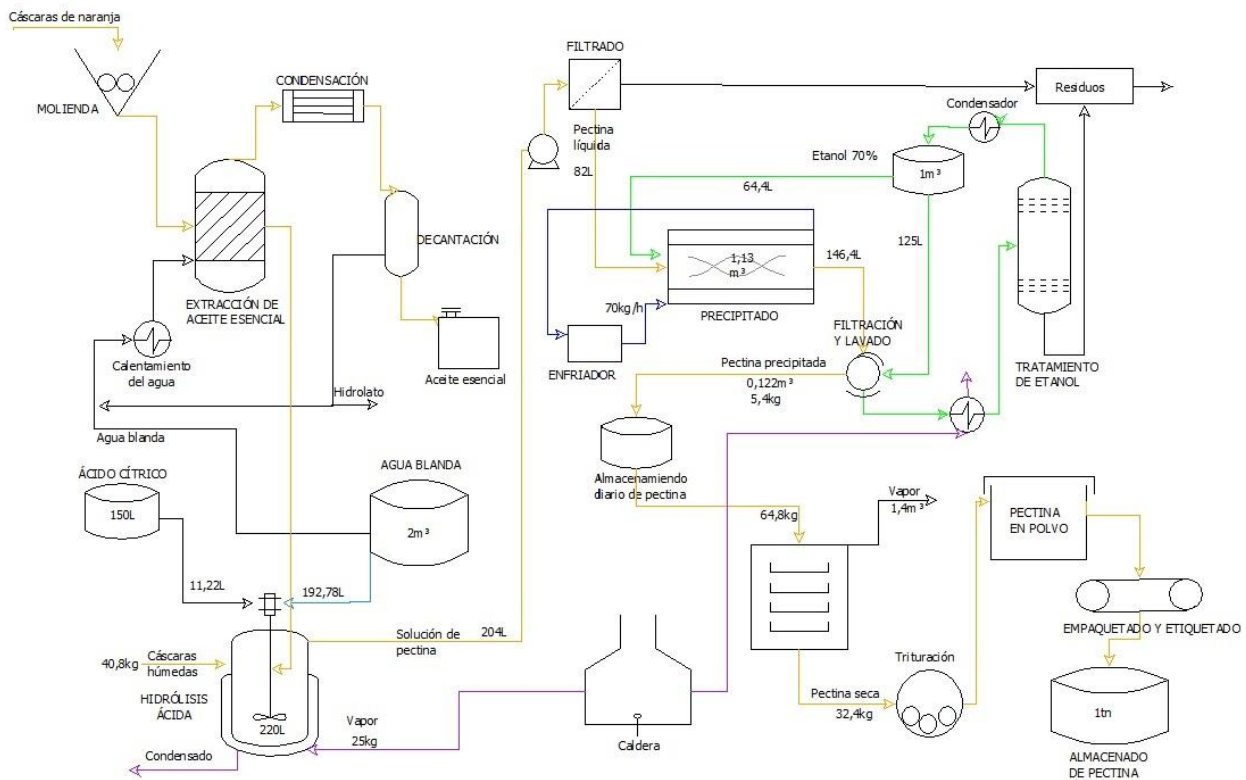 Cáscaras de naranja
MOLIENDA
CONDENSACIÓN
DECANTACIÓN
EXTRACCIÓN DE
ACEITE ESENCIAL
Calentamiento
del agua
Aceite esencial
Hidrolato
Agua blanda
ÁCIDO CÍTRICO
150L
AGUA BLANDA
2m³
11,22L
192,78L
Solución de
pectina
204L
40,8kg
Cáscaras
húmedas
HIDRÓLISIS
ÁCIDA
220L
Vapor
25kg
Condensado
Caldera
FILTRADO
Pectina
líquida
82L
Residuos
Condensador
Etanol 70%
1m³
64,4L
125L
1,13
m³
146,4L
70kg/h
PRECIPITADO
ENFRIADOR
FILTRACIÓN
Y LAVADO
TRATAMIENTO
DE ETANOL
Pectina precipitada
0,122m³
5,4kg
Almacenamiendo
diario de pectina
64,8kg
Vapor
1,4m³
PECTINA
EN POLVO
EMPAQUETADO Y ETIQUETADO
Trituración
Pectina seca
32,4kg
1tn
ALMACENADO
DE PECTINA